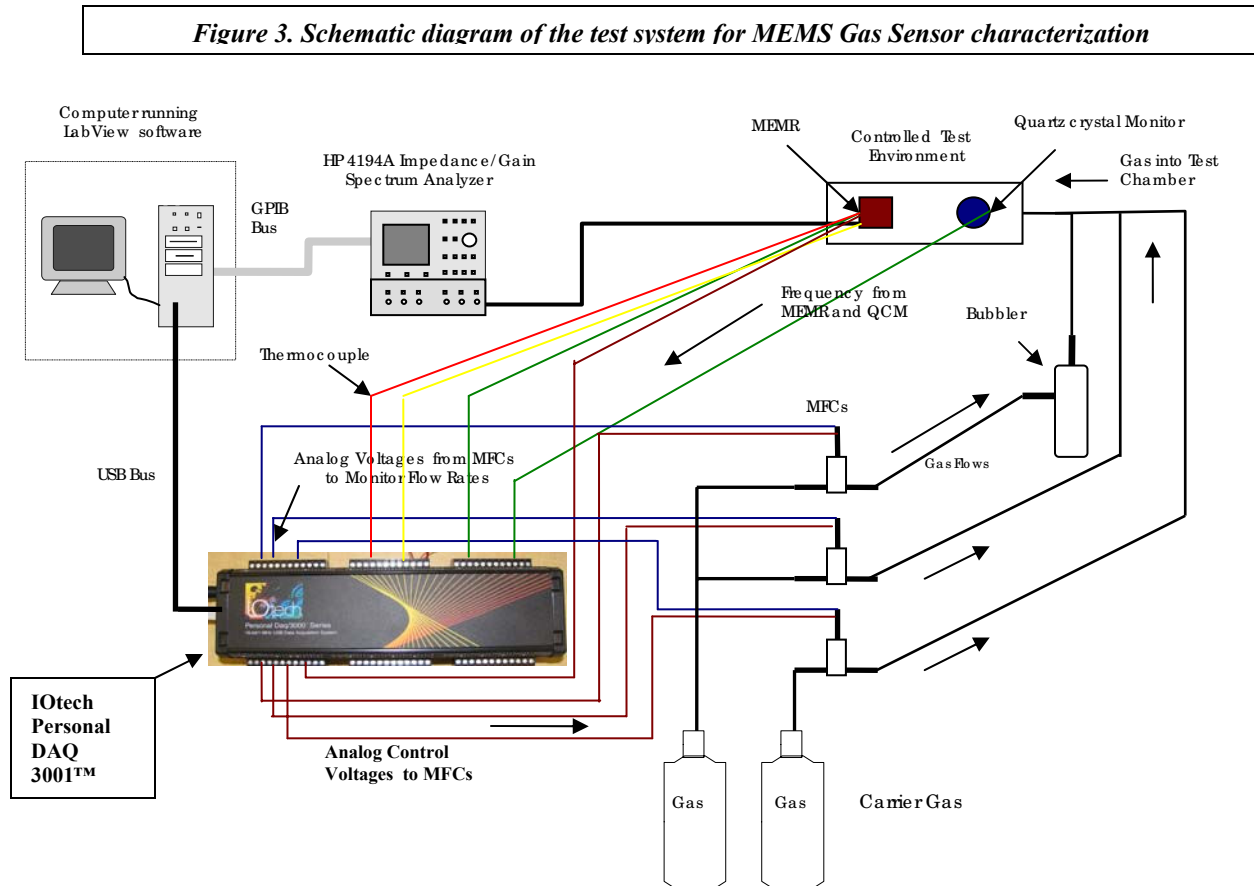 Figure 3. Schematic diagram of the test system for MEMS Gas Sensor characterization
Computer running
LabView software
HP 4194A Impedance/Gain
Spectrum Analyzer
GPIB
Bus
MEMR
Controlled Test
Environment
Quartz crystal Monitor
Gas into Test
Chamber
Frequency from
MEMR and QCM
Bubbler
Thermocouple
MFCs
Analog Voltages from MFCs
to Monitor Flow Rates
Gas Flows
USB Bus
IOtech
Personal Daq/3000 Series
IOtech
Personal
DAQ
3001™
Analog Control
Voltages to MFCs
Gas
Gas
Carrier Gas